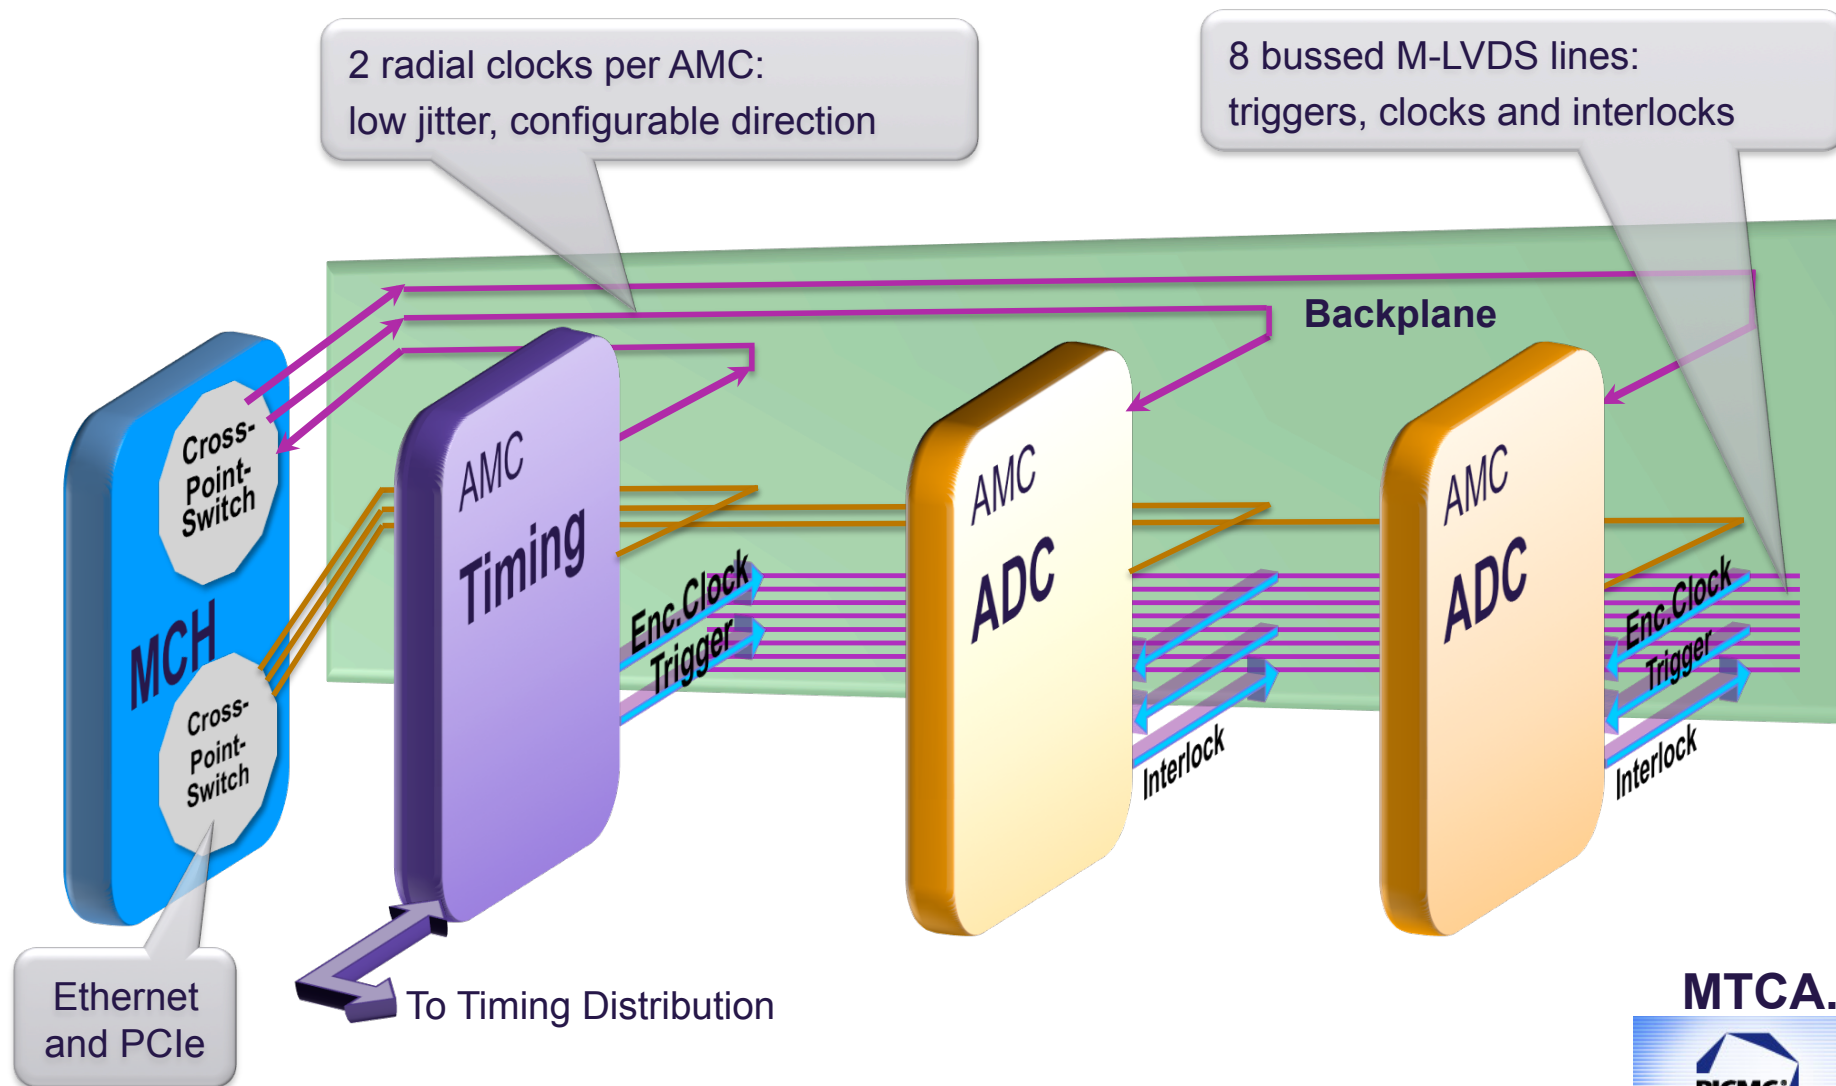 2 radial clocks per AMC:
low jitter, configurable direction
8 bussed M-LVDS lines:
triggers, clocks and interlocks
Backplane
Cross-
Point-
Switch
MCH
Cross-
Point-
Switch
AMC
Timing
Enc.Clock
Trigger
AMC
ADC
Interlock
AMC
ADC
Enc.Clock
Trigger
Interlock
Ethernet
and PCIe
To Timing Distribution
MTCA.
PICMG